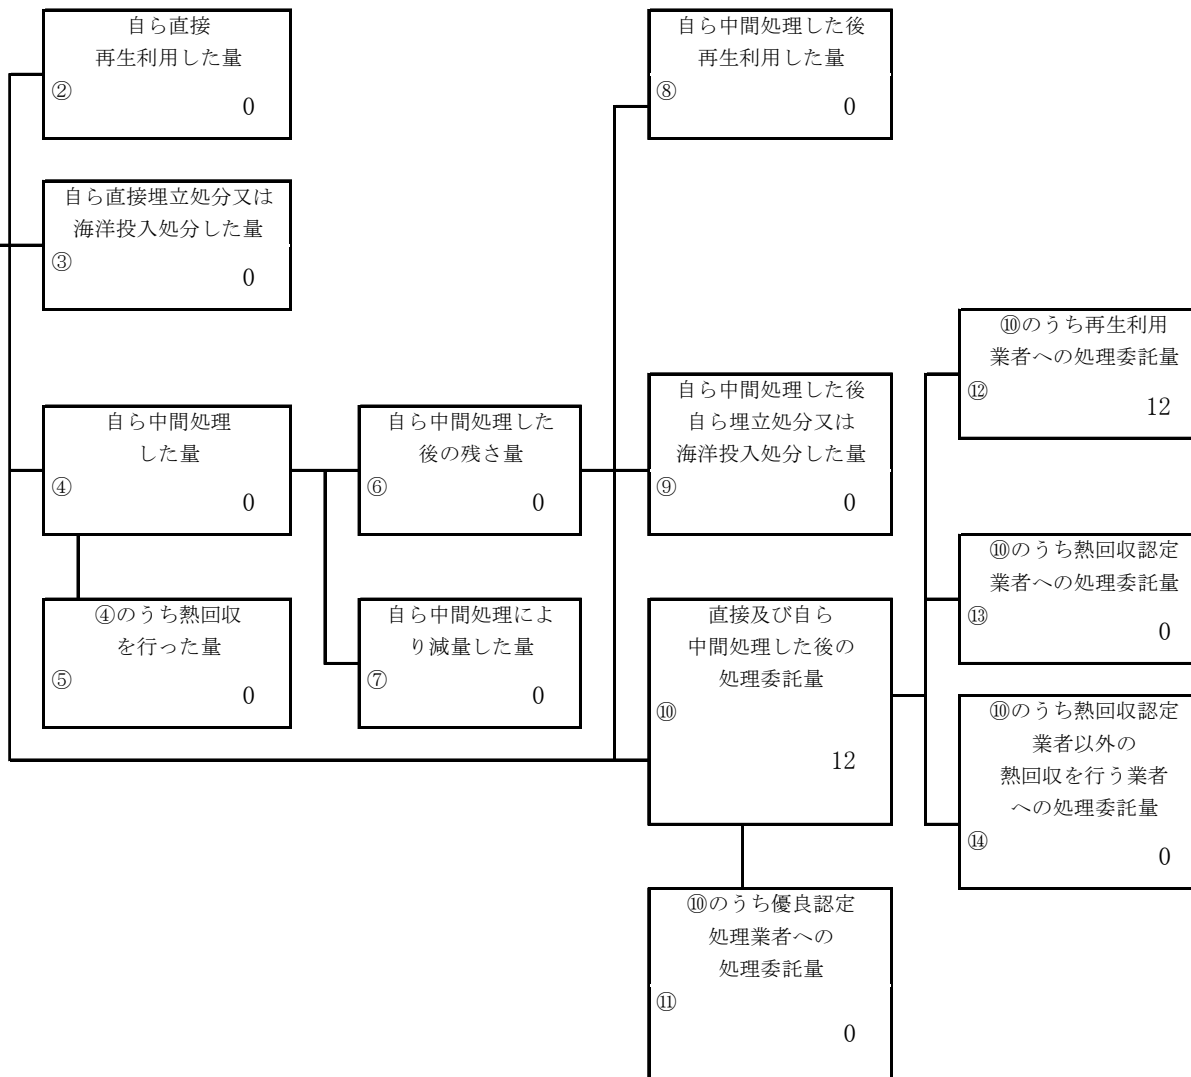 自ら直接
再生利用した量
②
0
自ら中間処理した後
再生利用した量
⑧
0
自ら直接埋立処分又は
海洋投入処分した量
③
0
⑩のうち再生利用
業者への処理委託量
⑫
12
自ら中間処理
した量
④
0
自ら中間処理した
後の残さ量
⑥
0
自ら中間処理した後
自ら埋立処分又は
海洋投入処分した量
⑨
0
⑩のうち熱回収認定
業者への処理委託量
⑬
0
④のうち熱回収
を行った量
⑤
0
自ら中間処理によ
り減量した量
⑦
0
直接及び自ら
中間処理した後の
処理委託量
⑩
12
⑩のうち熱回収認定
業者以外の
熱回収を行う業者
への処理委託量
⑭
0
⑩のうち優良認定
処理業者への
処理委託量
⑪
0